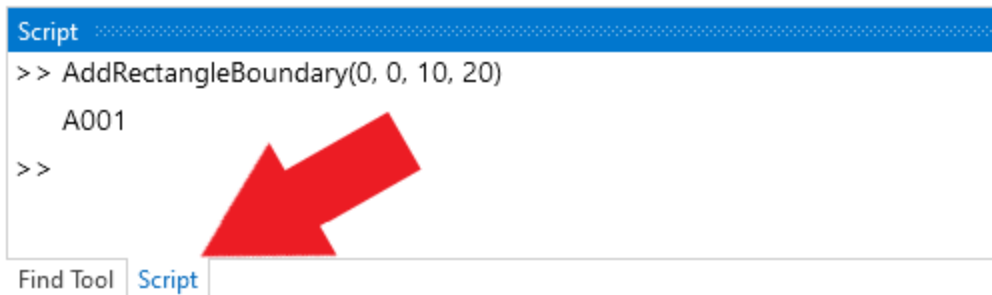 Script
>> AddRectangleBoundary(0, 0, 10, 20)
A001
>>
Find Tool Script